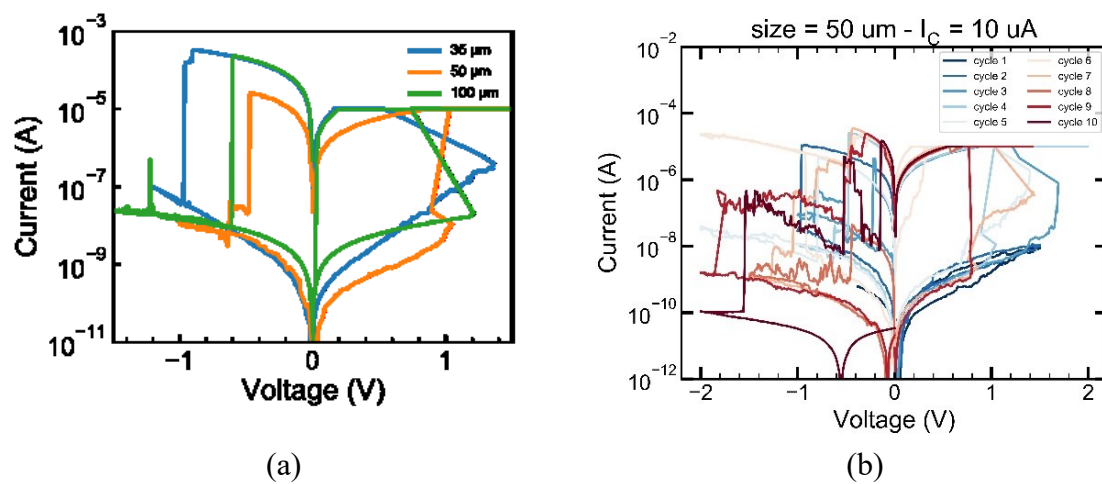 10⁻³
10⁻⁵
10⁻⁷
10⁻⁹
10⁻¹¹
Current (A)
35 μm
50 μm
100 μm
−1
0
1
Voltage (V)
(a)
size = 50 um - I_C = 10 uA
10⁻²
10⁻⁴
10⁻⁶
10⁻⁸
10⁻¹⁰
10⁻¹²
Current (A)
cycle 1
cycle 2
cycle 3
cycle 4
cycle 5
cycle 6
cycle 7
cycle 8
cycle 9
cycle 10
−2
−1
0
1
2
Voltage (V)
(b)